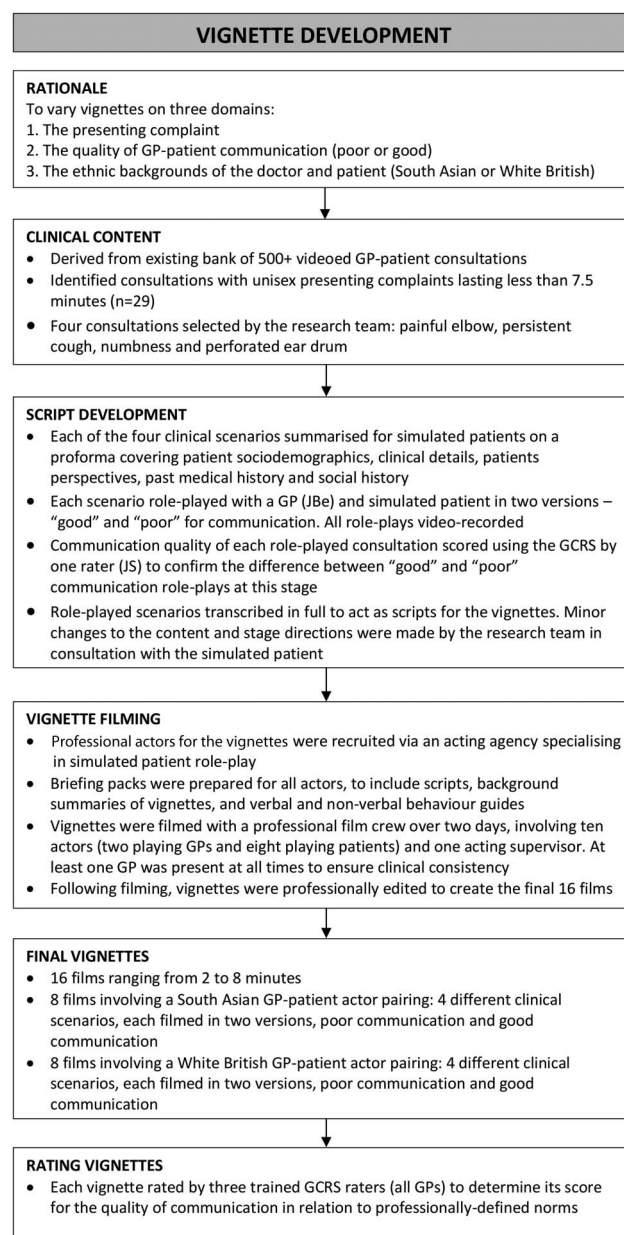 VIGNETTE DEVELOPMENT
RATIONALE
To vary vignettes on three domains:
1. The presenting complaint
2. The quality of GP-patient communication (poor or good)
3. The ethnic backgrounds of the doctor and patient (South Asian or White British)
CLINICAL CONTENT
• Derived from existing bank of 500+ videoed GP-patient consultations
• Identified consultations with unisex presenting complaints lasting less than 7.5
minutes (n=29)
• Four consultations selected by the research team: painful elbow, persistent
cough, numbness and perforated ear drum
SCRIPT DEVELOPMENT
• Each of the four clinical scenarios summarised for simulated patients on a
proforma covering patient sociodemographics, clinical details, patients
perspectives, past medical history and social history
• Each scenario role-played with a GP (JBe) and simulated patient in two versions –
“good” and “poor” for communication. All role-plays video-recorded
• Communication quality of each role-played consultation scored using the GCRS by
one rater (JS) to confirm the difference between “good” and “poor”
communication role-plays at this stage
• Role-played scenarios transcribed in full to act as scripts for the vignettes. Minor
changes to the content and stage directions were made by the research team in
consultation with the simulated patient
VIGNETTE FILMING
• Professional actors for the vignettes were recruited via an acting agency specialising
in simulated patient role-play
• Briefing packs were prepared for all actors, to include scripts, background
summaries of vignettes, and verbal and non-verbal behaviour guides
• Vignettes were filmed with a professional film crew over two days, involving ten
actors (two playing GPs and eight playing patients) and one acting supervisor. At
least one GP was present at all times to ensure clinical consistency
• Following filming, vignettes were professionally edited to create the final 16 films
FINAL VIGNETTES
• 16 films ranging from 2 to 8 minutes
• 8 films involving a South Asian GP-patient actor pairing: 4 different clinical
scenarios, each filmed in two versions, poor communication and good
communication
• 8 films involving a White British GP-patient actor pairing: 4 different clinical
scenarios, each filmed in two versions, poor communication and good
communication
RATING VIGNETTES
• Each vignette rated by three trained GCRS raters (all GPs) to determine its score
for the quality of communication in relation to professionally-defined norms